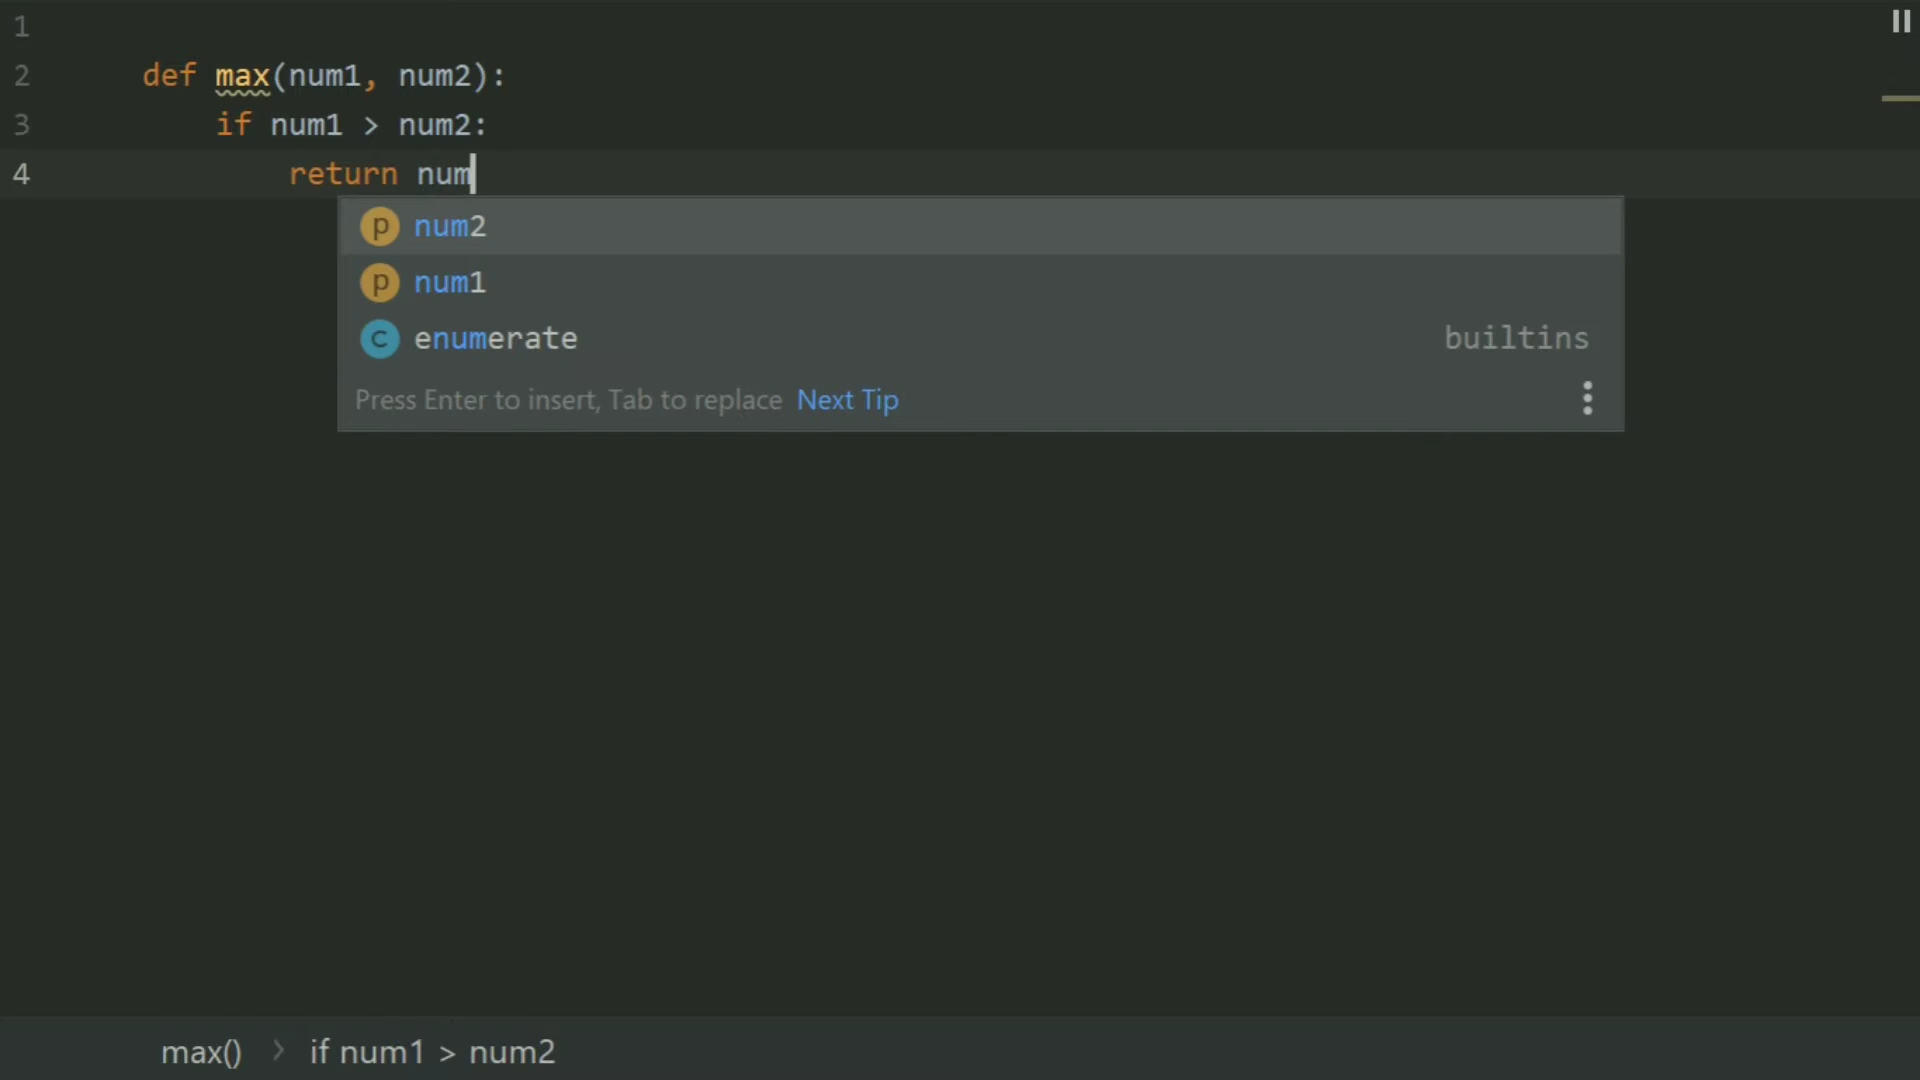 1
2 def max(num1, num2):
3 if num1 > num2:
4 return num
p num2
p num1
c enumerate builtins
Press Enter to insert, Tab to replace Next Tip
max() > if num1 > num2